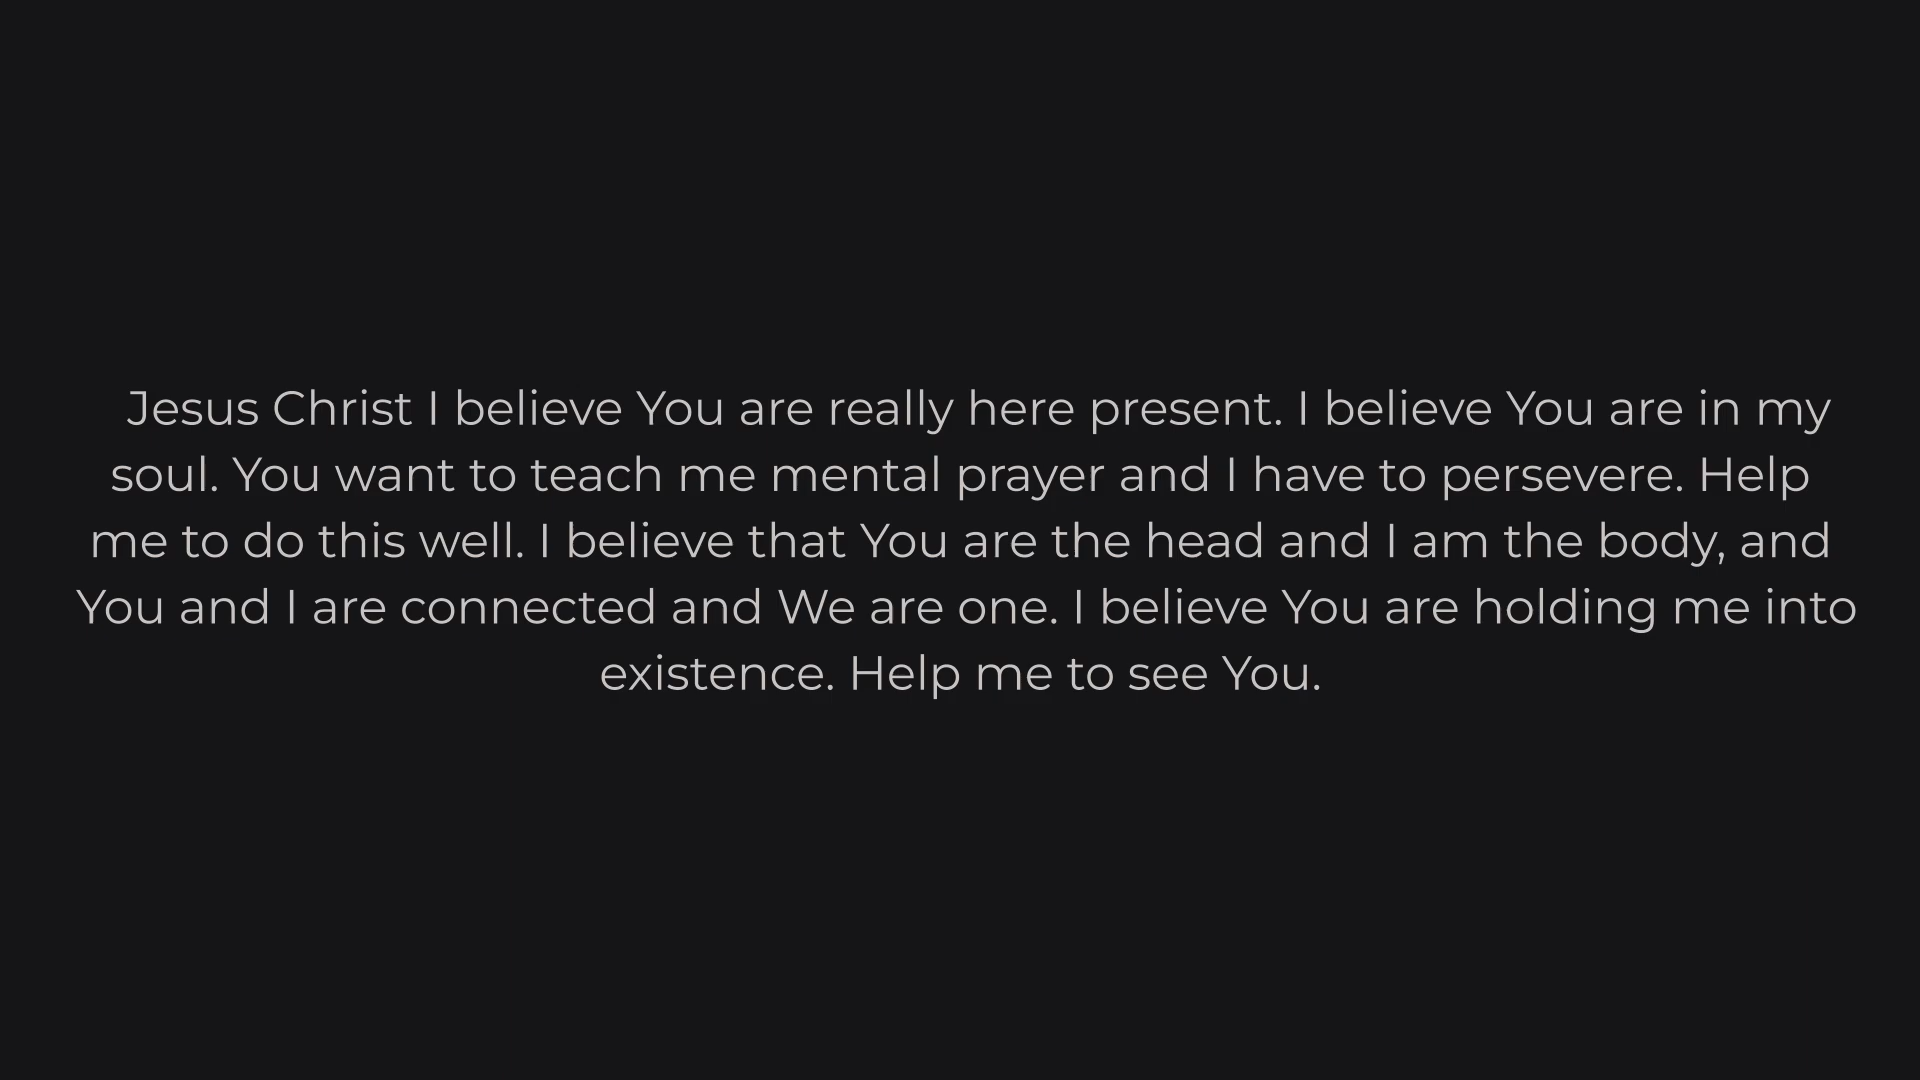 Jesus Christ I believe You are really here present. I believe You are in my
soul. You want to teach me mental prayer and I have to persevere. Help
me to do this well. I believe that You are the head and I am the body, and
You and I are connected and We are one. I believe You are holding me into
existence. Help me to see You.